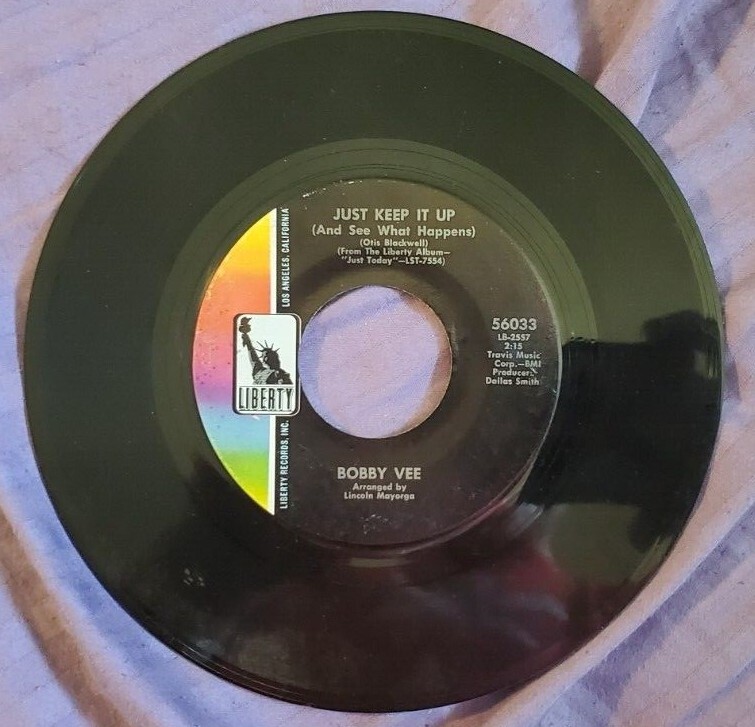 JUST KEEP IT UP
(And See What Happens)
(Otis Blackwell)
(From The Liberty Album—
"Just Today"—LST-7554)
LOS ANGELES, CALIFORNIA
LIBERTY
LIBERTY RECORDS, INC.
56033
LB-2557
2:15
Travis Music
Corp.—BMI
Producer:
Dallas Smith
BOBBY VEE
Arranged by
Lincoln Mayorga